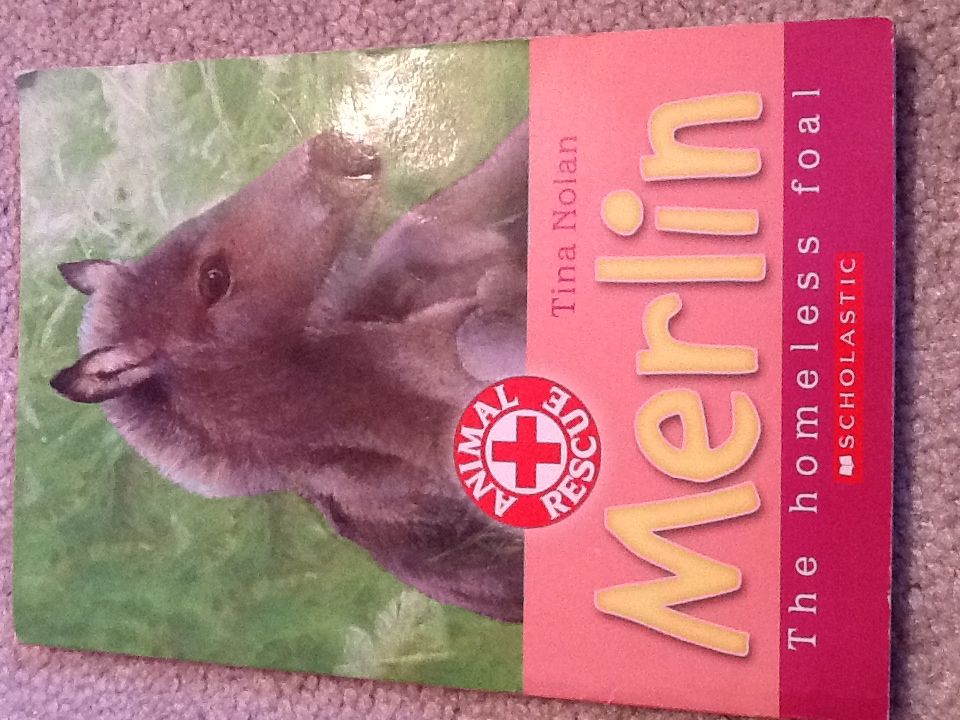 ANIMAL
RESCUE
Tina Nolan
Merlin
The homeless foal
SCHOLASTIC